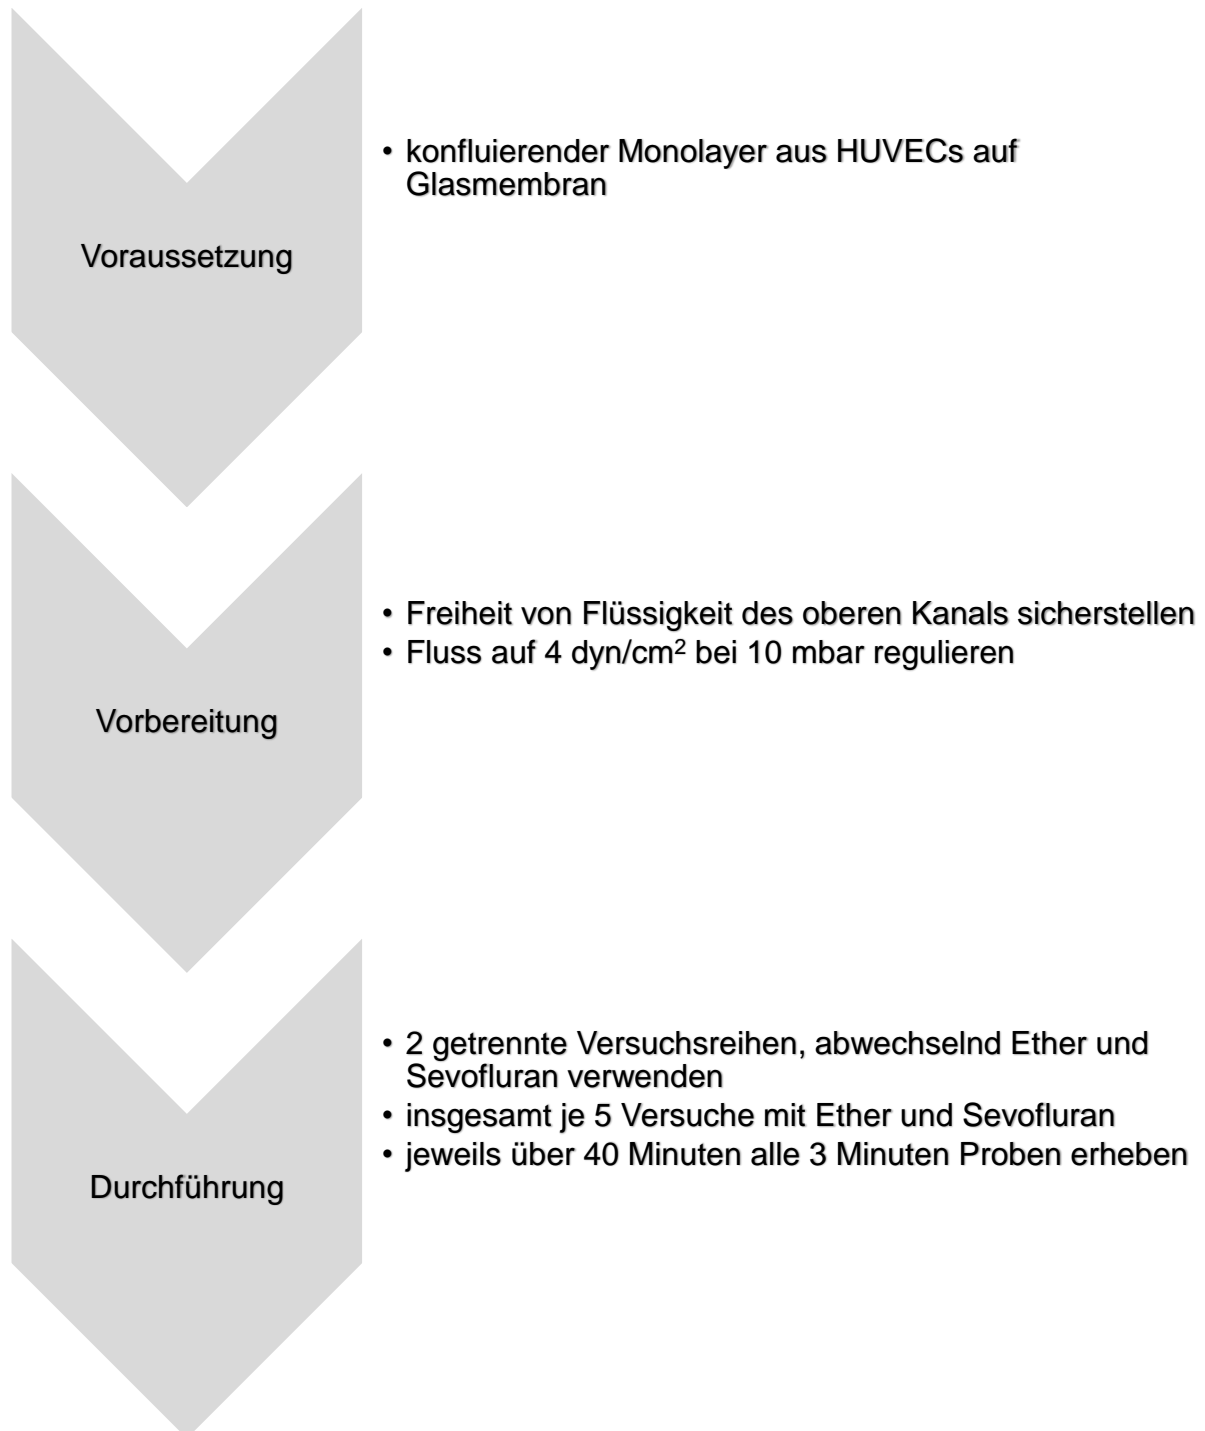 Voraussetzung
• konfluierender Monolayer aus HUVECs auf
Glasmembran
Vorbereitung
• Freiheit von Flüssigkeit des oberen Kanals sicherstellen
• Fluss auf 4 dyn/cm² bei 10 mbar regulieren
Durchführung
• 2 getrennte Versuchsreihen, abwechselnd Ether und
Sevofluran verwenden
• insgesamt je 5 Versuche mit Ether und Sevofluran
• jeweils über 40 Minuten alle 3 Minuten Proben erheben